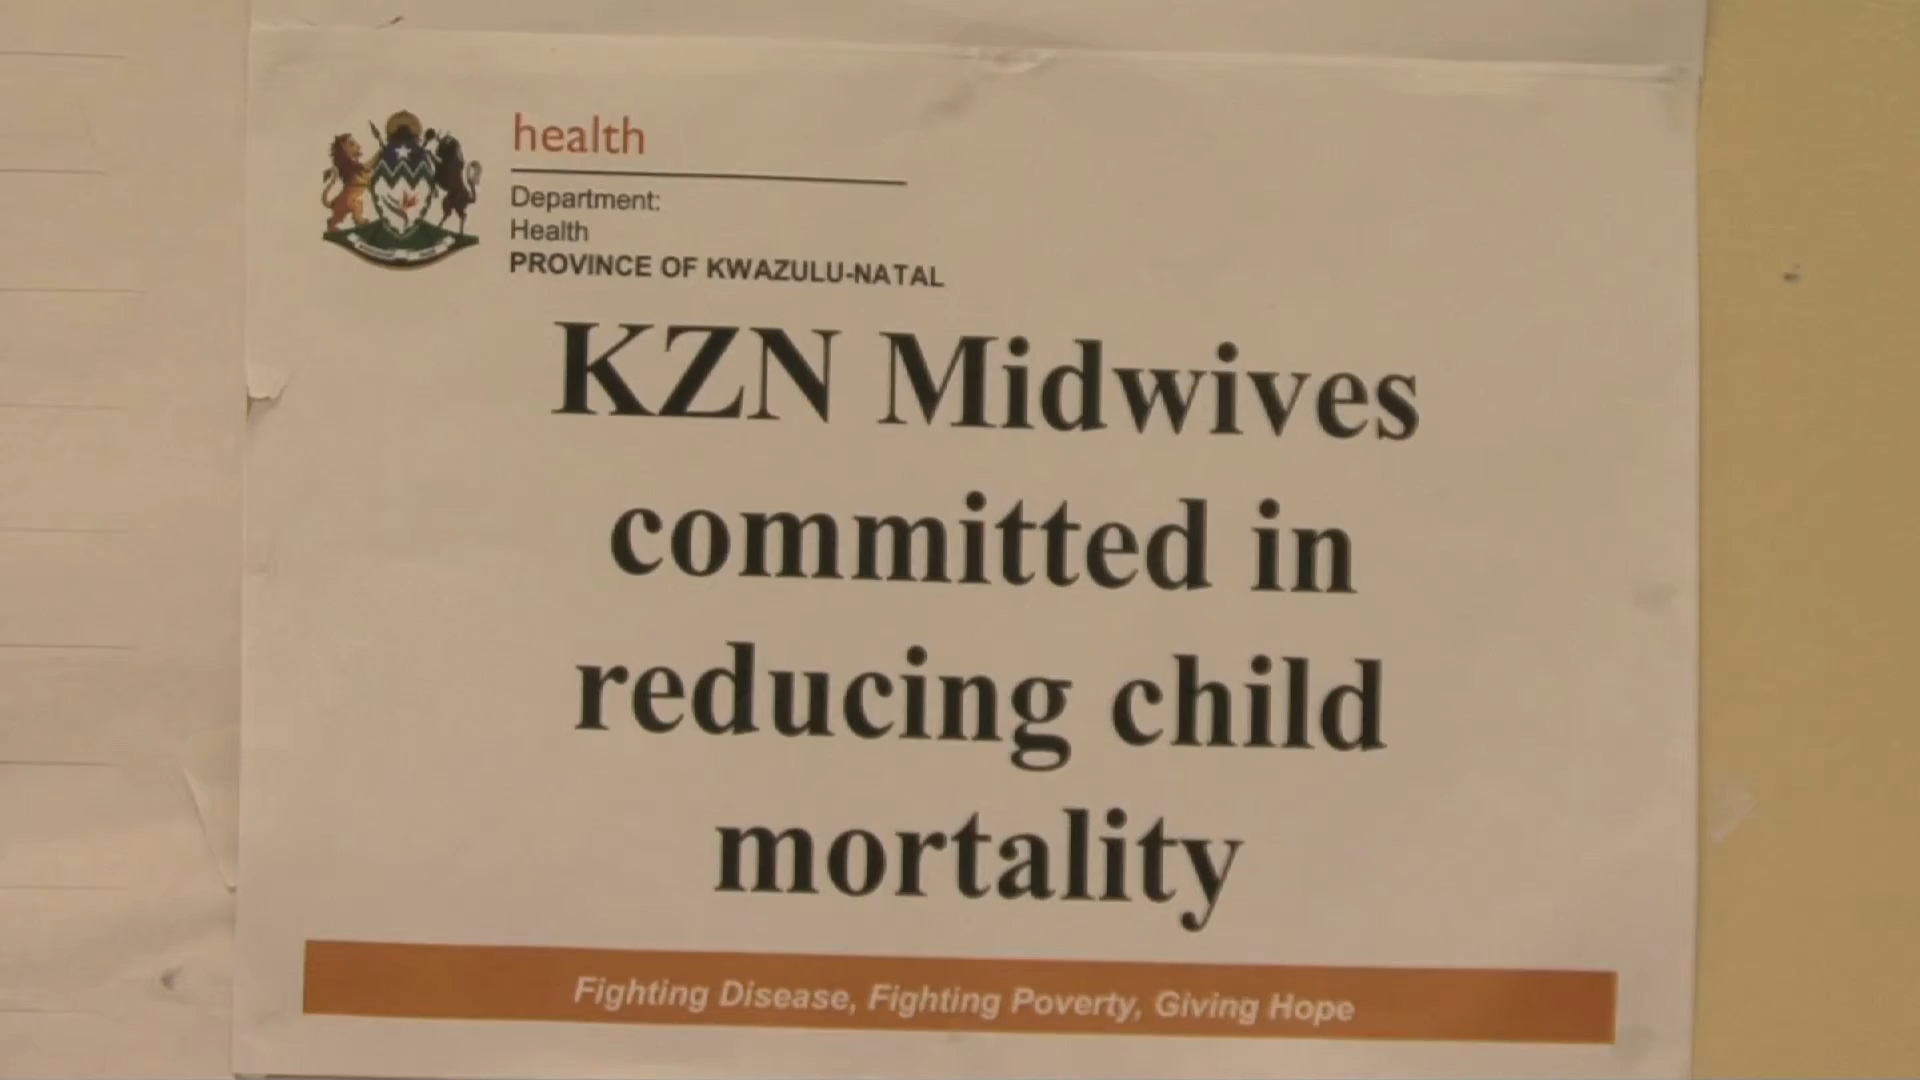 health
Department:
Health
PROVINCE OF KWAZULU-NATAL
KZN Midwives
committed in
reducing child
mortality
Fighting Disease, Fighting Poverty, Giving Hope